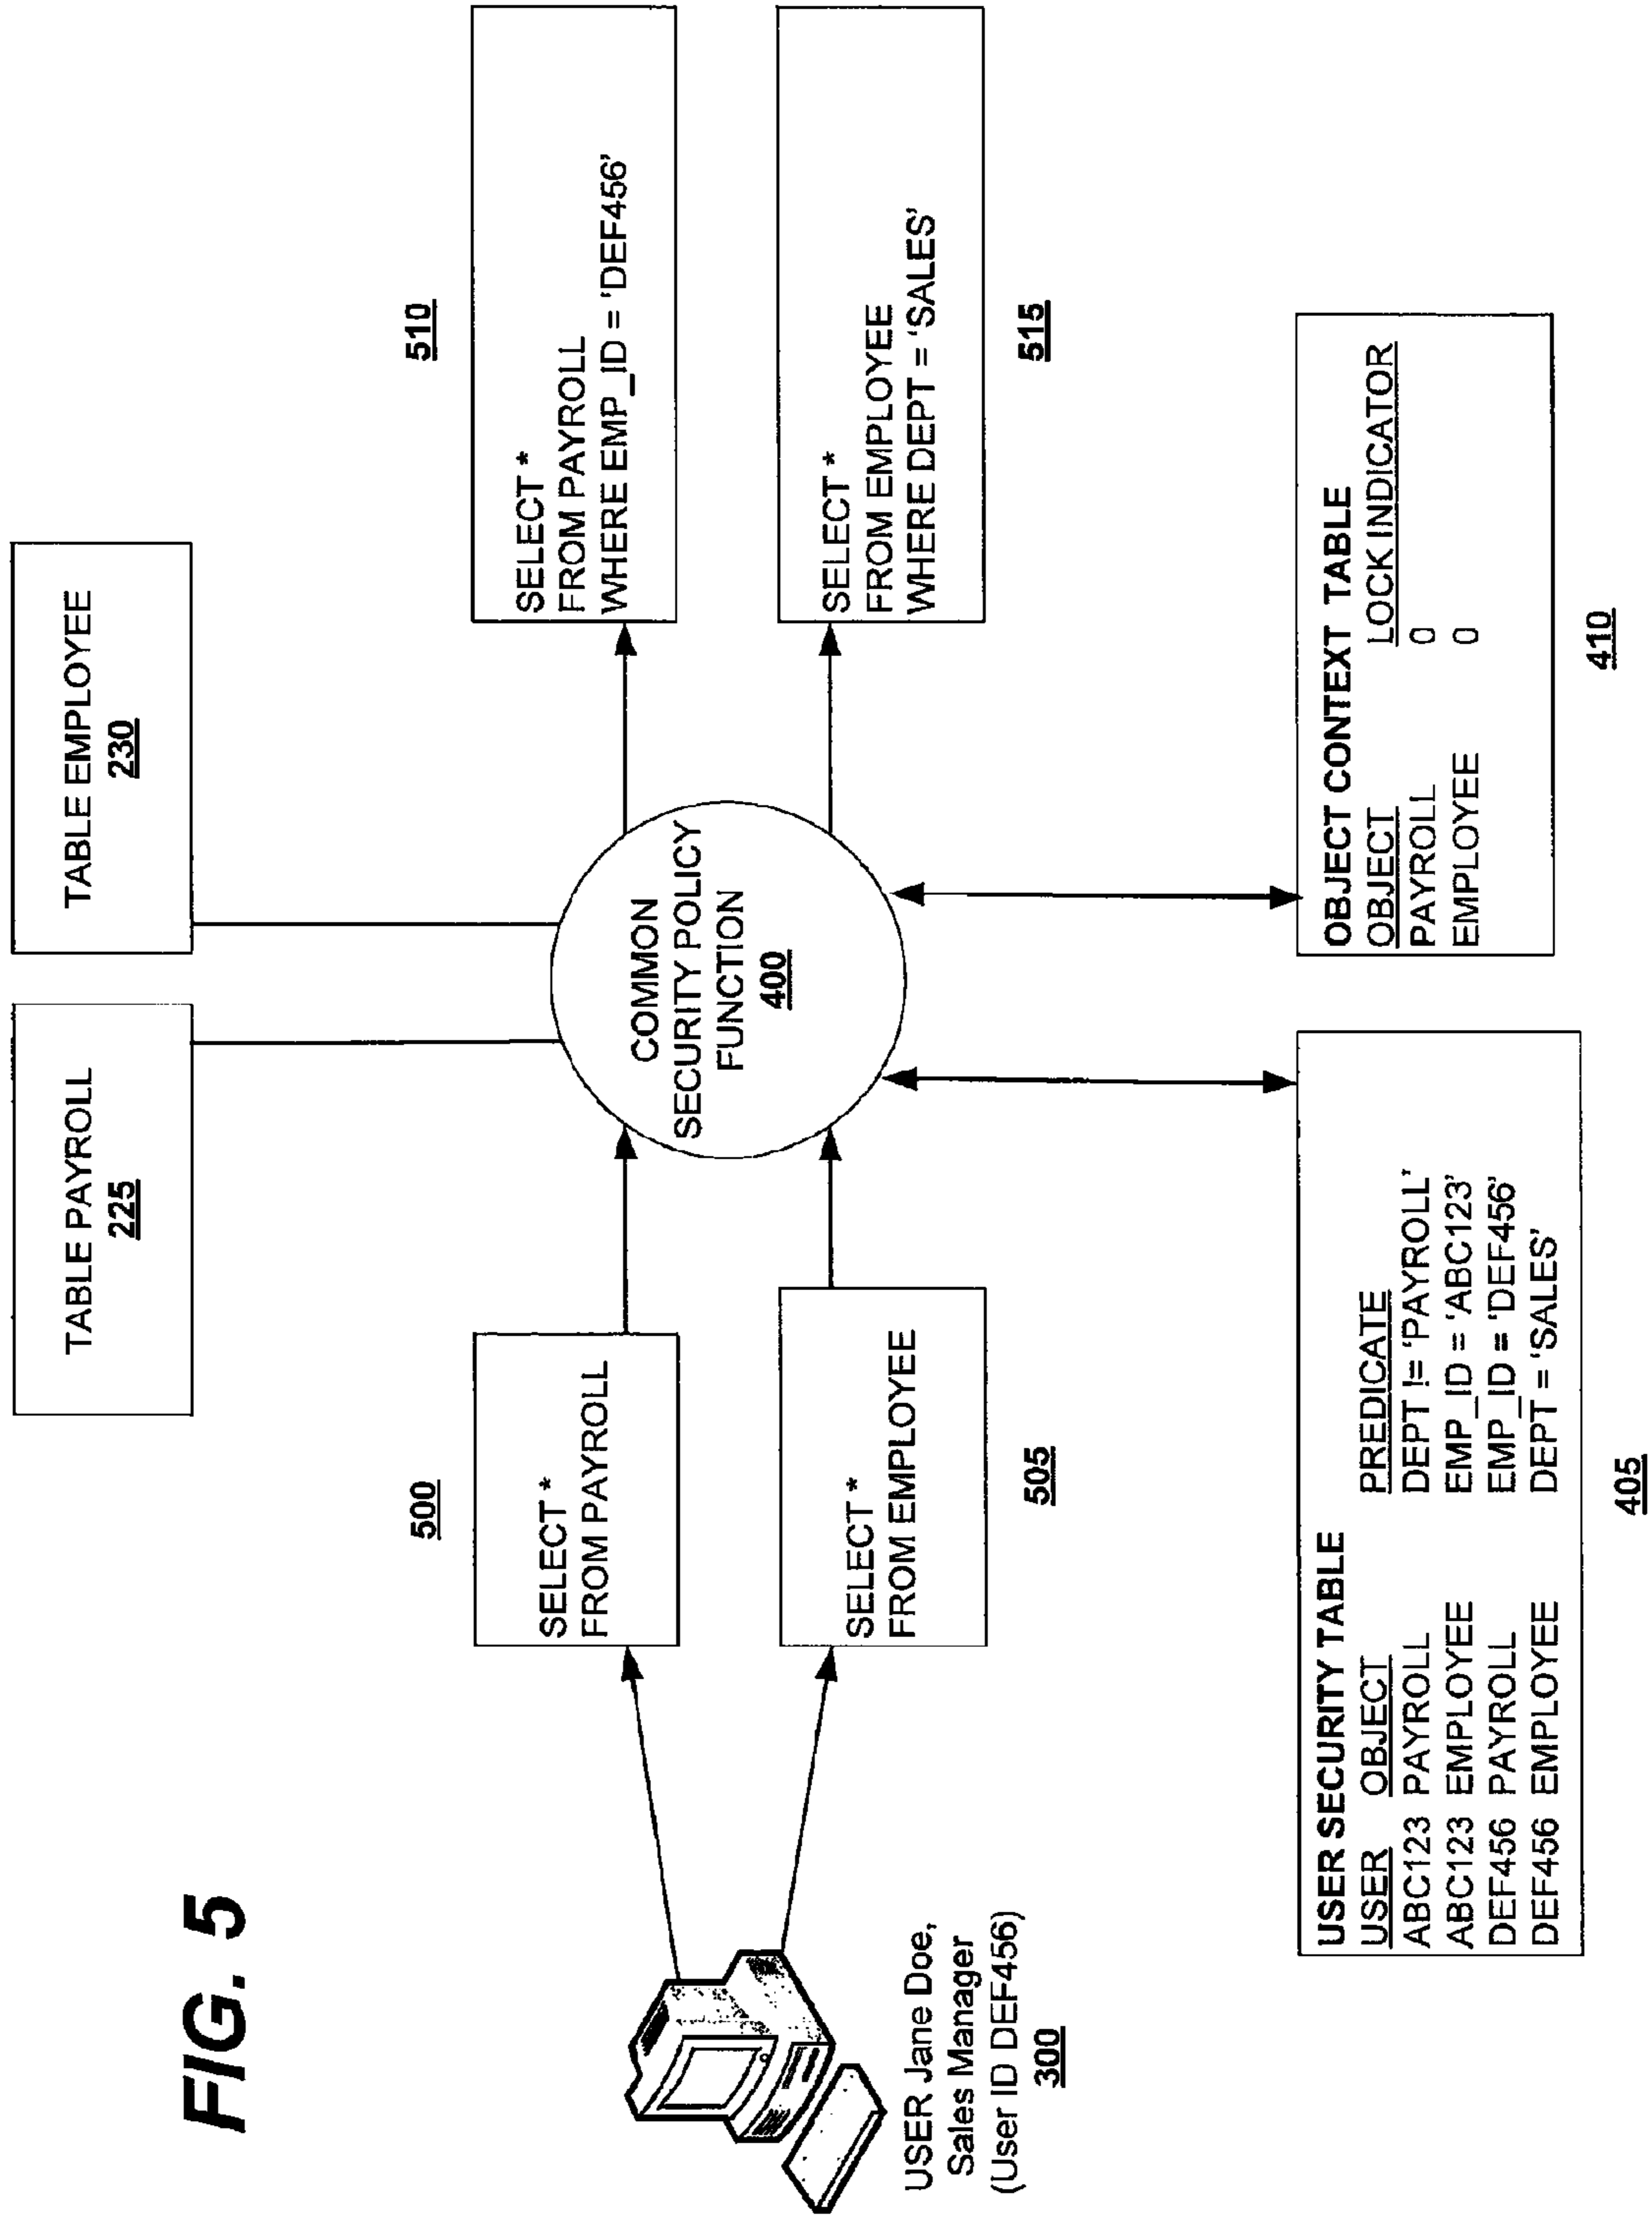 FIG. 5
TABLE PAYROLL
225
TABLE EMPLOYEE
230
500
SELECT *
FROM PAYROLL
510
SELECT *
FROM PAYROLL
WHERE EMP_ID = 'DEF456'
COMMON
SECURITY POLICY
FUNCTION
400
SELECT *
FROM EMPLOYEE
505
SELECT *
FROM EMPLOYEE
WHERE DEPT = 'SALES'
515
USER Jane Doe,
Sales Manager
(User ID DEF456)
300
USER SECURITY TABLE
USER OBJECT PREDICATE
ABC123 PAYROLL DEPT != 'PAYROLL'
ABC123 EMPLOYEE EMP_ID = 'ABC123'
DEF456 PAYROLL EMP_ID = 'DEF456'
DEF456 EMPLOYEE DEPT = 'SALES'
405
OBJECT CONTEXT TABLE
OBJECT LOCK INDICATOR
PAYROLL 0
EMPLOYEE 0
410